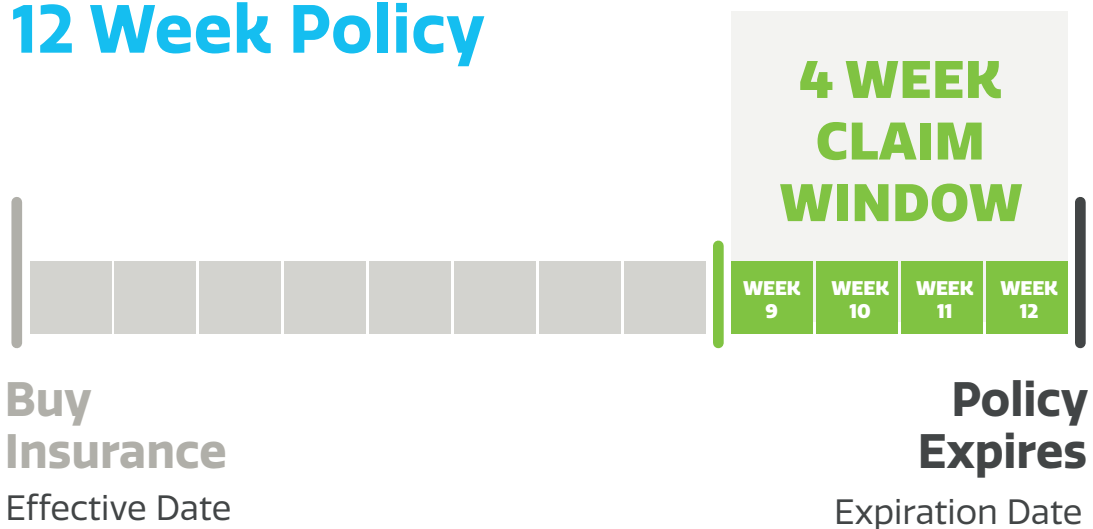 12 Week Policy
4 WEEK
CLAIM
WINDOW
WEEK
9
WEEK
10
WEEK
11
WEEK
12
Buy
Insurance
Effective Date
Policy
Expires
Expiration Date